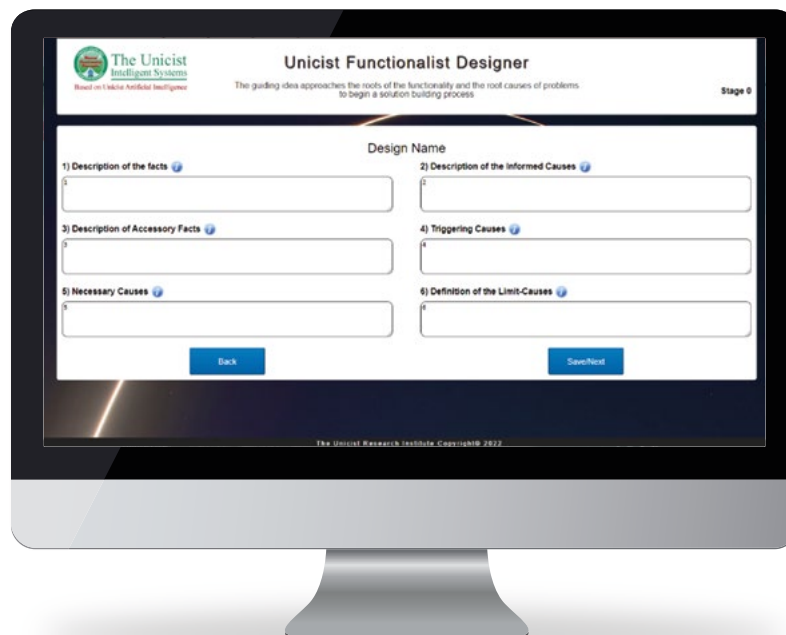 The Unicist
Intelligent Systems
Based on Unicist Artificial Intelligence
Unicist Functionalist Designer
The guiding idea approaches the roots of the functionality and the root causes of problems
to begin a solution building process
Stage 0
Design Name
1) Description of the facts
1
2) Description of the Informed Causes
2
3) Description of Accessory Facts
3
4) Triggering Causes
4
5) Necessary Causes
5
6) Definition of the Limit-Causes
6
Back
Save/Next
The Unicist Research Institute Copyright© 2022